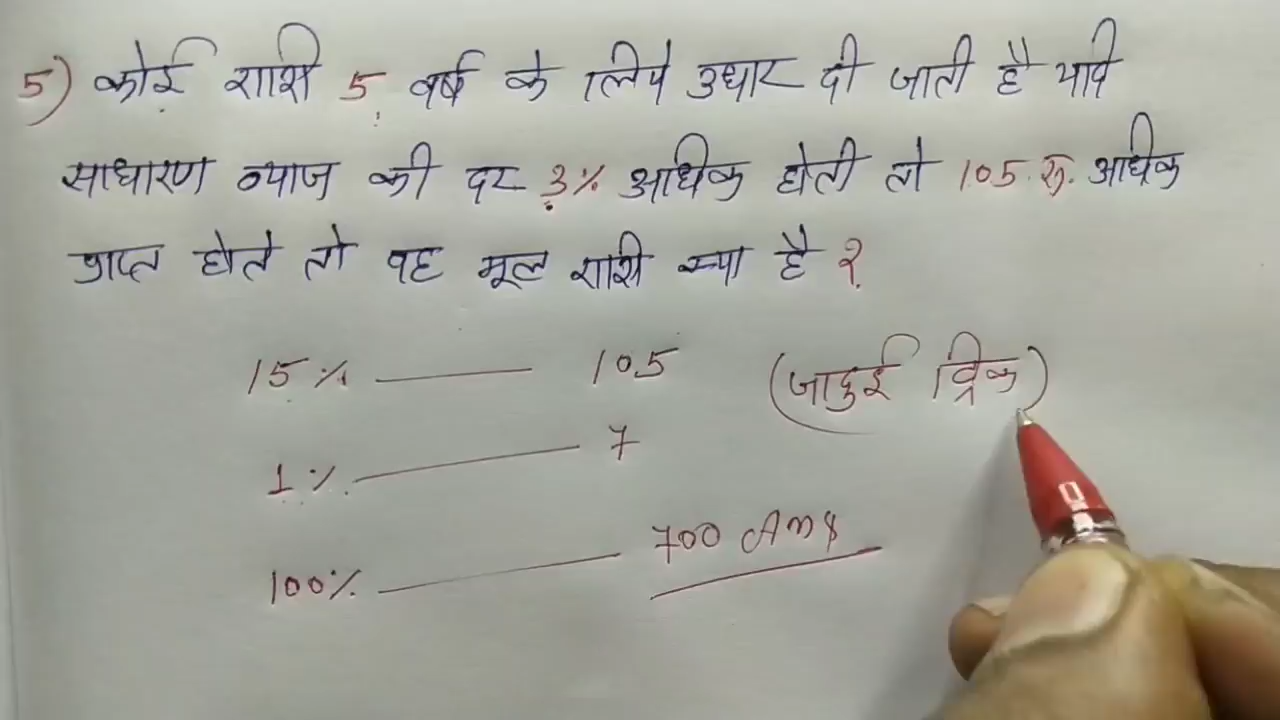 5) कोई राशि 5 वर्ष के लिये उधार दी जाती है यदि
साधारण ब्याज की दर 3% अधिक होती तो 105 रू. अधिक
प्राप्त होते तो वह मूल राशि क्या है ?
15% — 105 (जादुई ट्रिक)
1% — 7
100% — 700 Ans